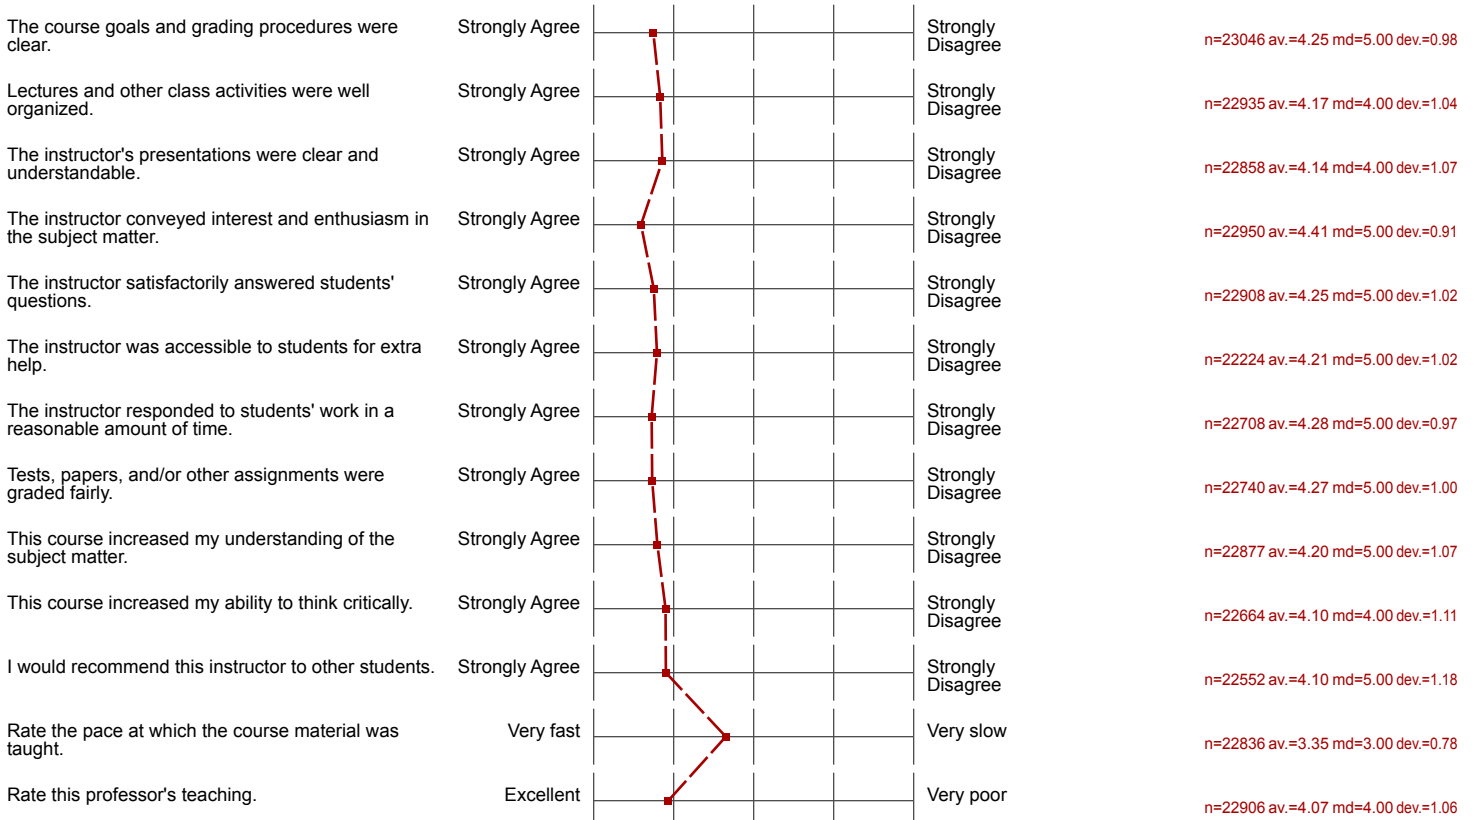 The course goals and grading procedures were
clear.
Strongly Agree
Strongly
Disagree
n=23046 av.=4.25 md=5.00 dev.=0.98
Lectures and other class activities were well
organized.
Strongly Agree
Strongly
Disagree
n=22935 av.=4.17 md=4.00 dev.=1.04
The instructor's presentations were clear and
understandable.
Strongly Agree
Strongly
Disagree
n=22858 av.=4.14 md=4.00 dev.=1.07
The instructor conveyed interest and enthusiasm in
the subject matter.
Strongly Agree
Strongly
Disagree
n=22950 av.=4.41 md=5.00 dev.=0.91
The instructor satisfactorily answered students'
questions.
Strongly Agree
Strongly
Disagree
n=22908 av.=4.25 md=5.00 dev.=1.02
The instructor was accessible to students for extra
help.
Strongly Agree
Strongly
Disagree
n=22224 av.=4.21 md=5.00 dev.=1.02
The instructor responded to students' work in a
reasonable amount of time.
Strongly Agree
Strongly
Disagree
n=22708 av.=4.28 md=5.00 dev.=0.97
Tests, papers, and/or other assignments were
graded fairly.
Strongly Agree
Strongly
Disagree
n=22740 av.=4.27 md=5.00 dev.=1.00
This course increased my understanding of the
subject matter.
Strongly Agree
Strongly
Disagree
n=22877 av.=4.20 md=5.00 dev.=1.07
This course increased my ability to think critically.
Strongly Agree
Strongly
Disagree
n=22664 av.=4.10 md=4.00 dev.=1.11
I would recommend this instructor to other students.
Strongly Agree
Strongly
Disagree
n=22552 av.=4.10 md=5.00 dev.=1.18
Rate the pace at which the course material was
taught.
Very fast
Very slow
n=22836 av.=3.35 md=3.00 dev.=0.78
Rate this professor's teaching.
Excellent
Very poor
n=22906 av.=4.07 md=4.00 dev.=1.06